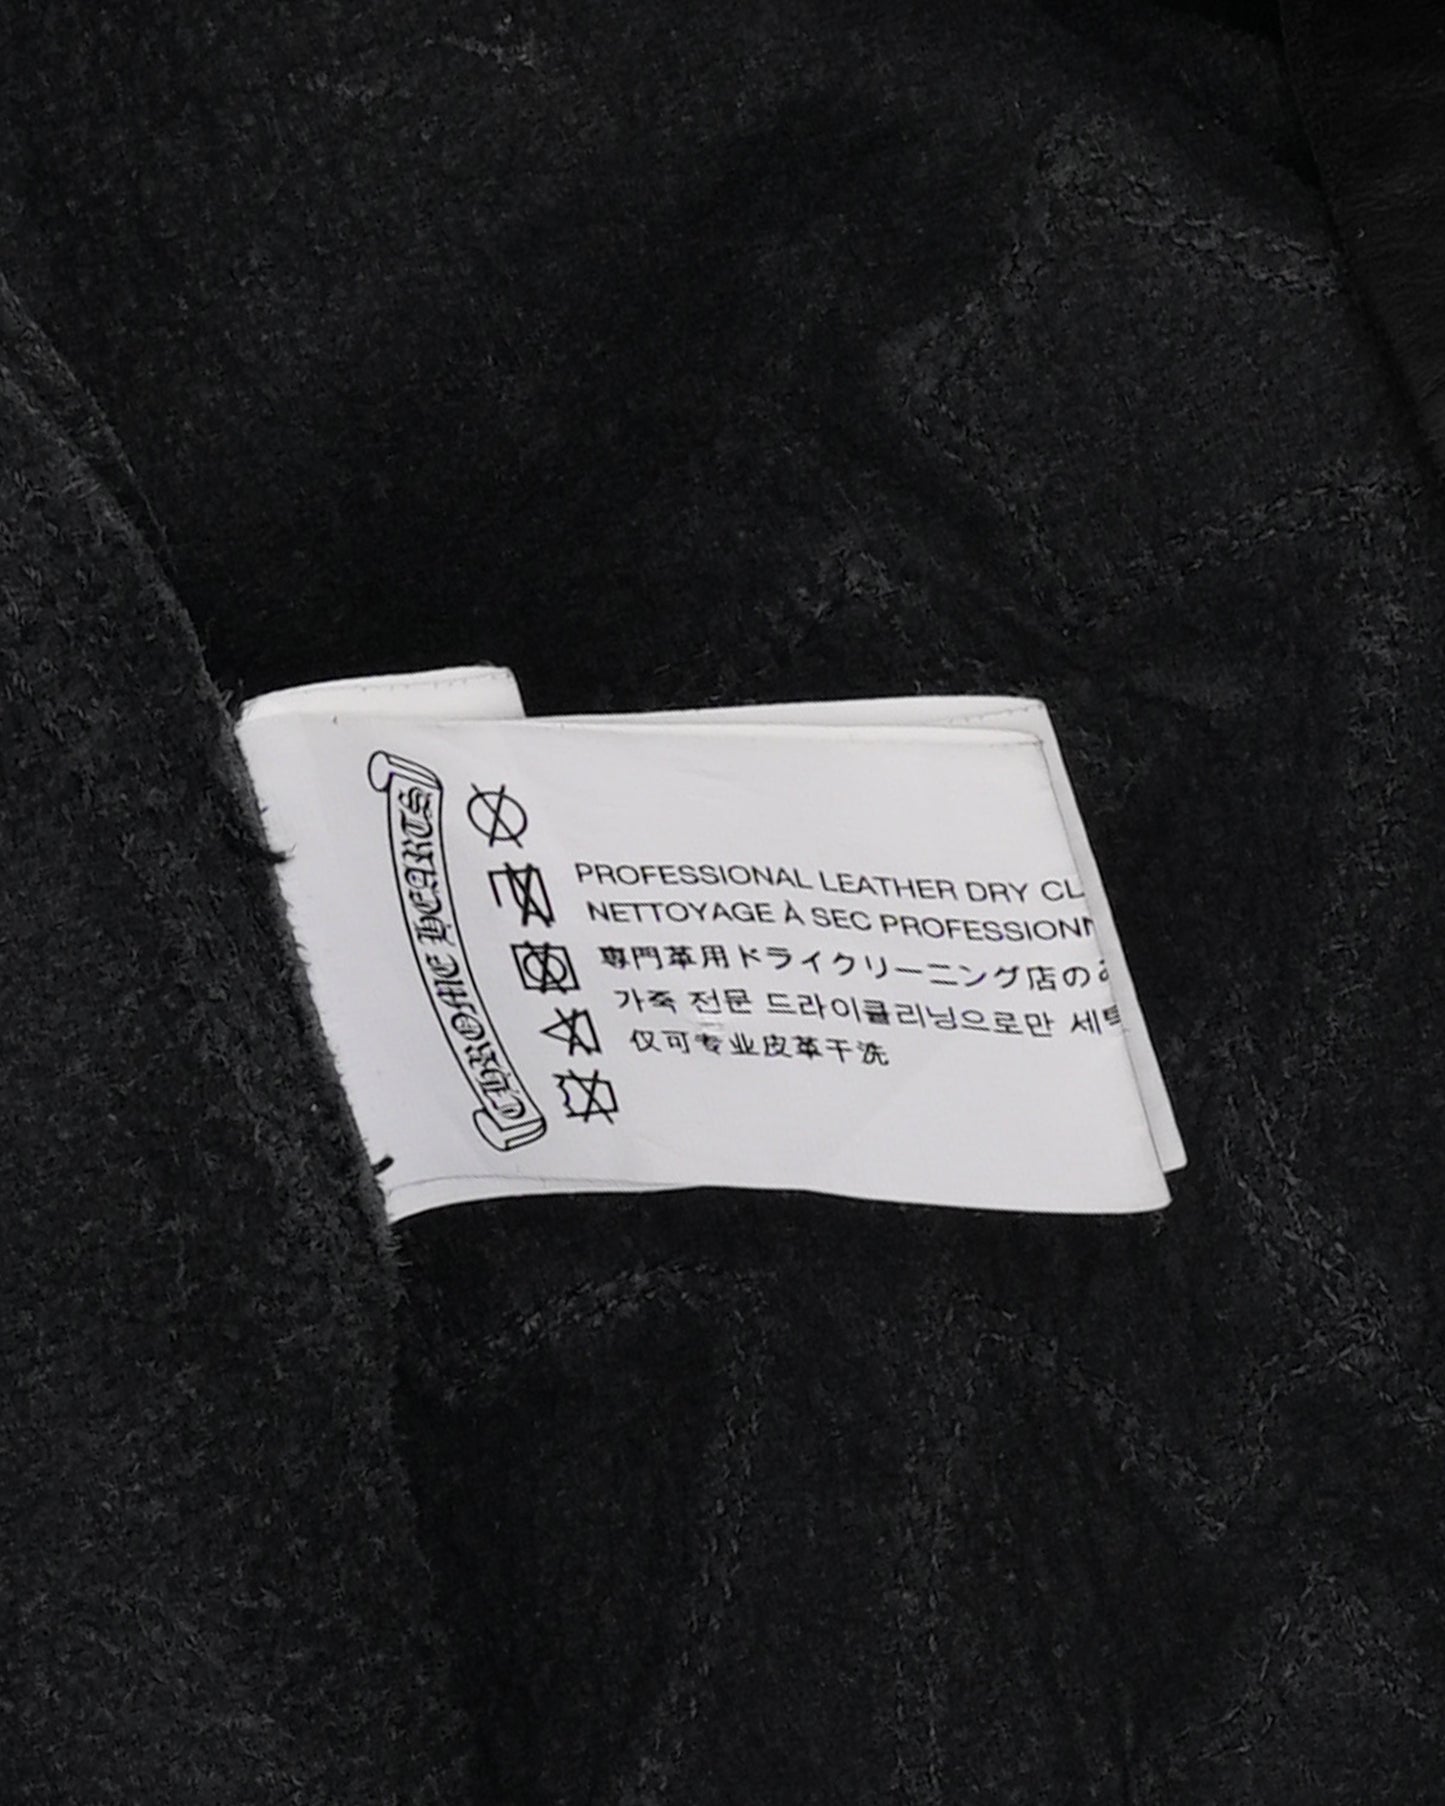 CHROME HEARTS
PROFESSIONAL LEATHER DRY CL
NETTOYAGE À SEC PROFESSIONN
専門革用ドライクリーニング店のみ
가죽 전문 드라이클리닝으로만 세탁
仅可专业皮革干洗